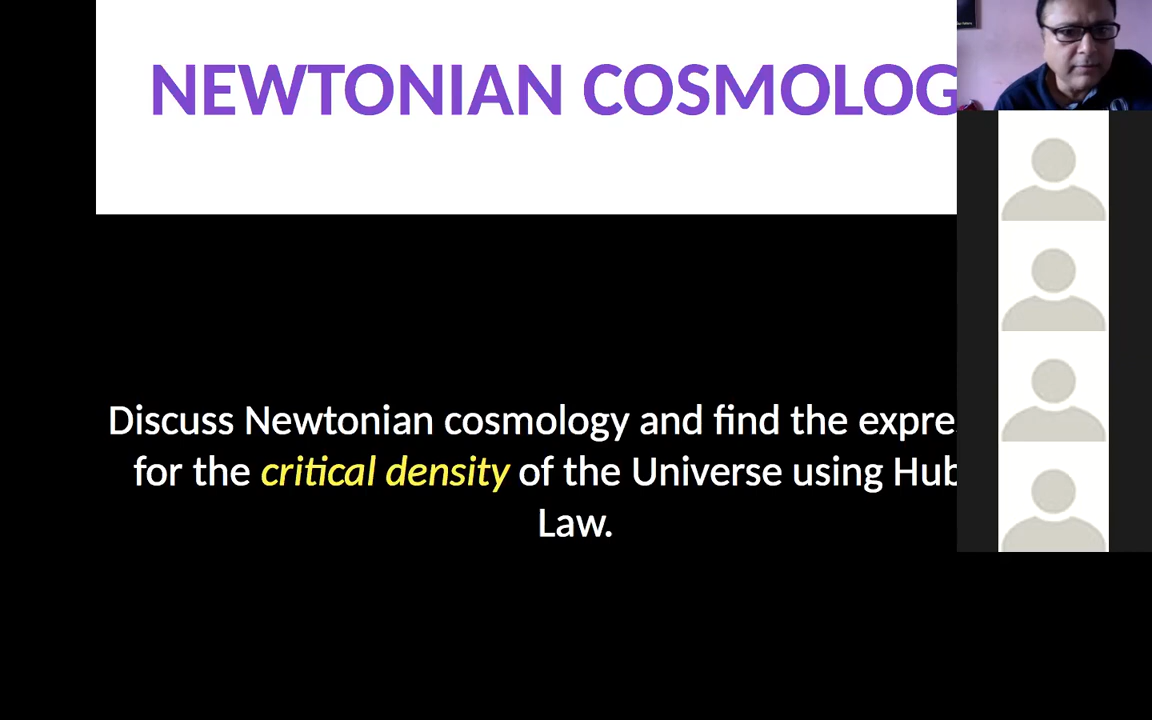 NEWTONIAN COSMOLOG
Discuss Newtonian cosmology and find the expre
for the critical density of the Universe using Hub
Law.